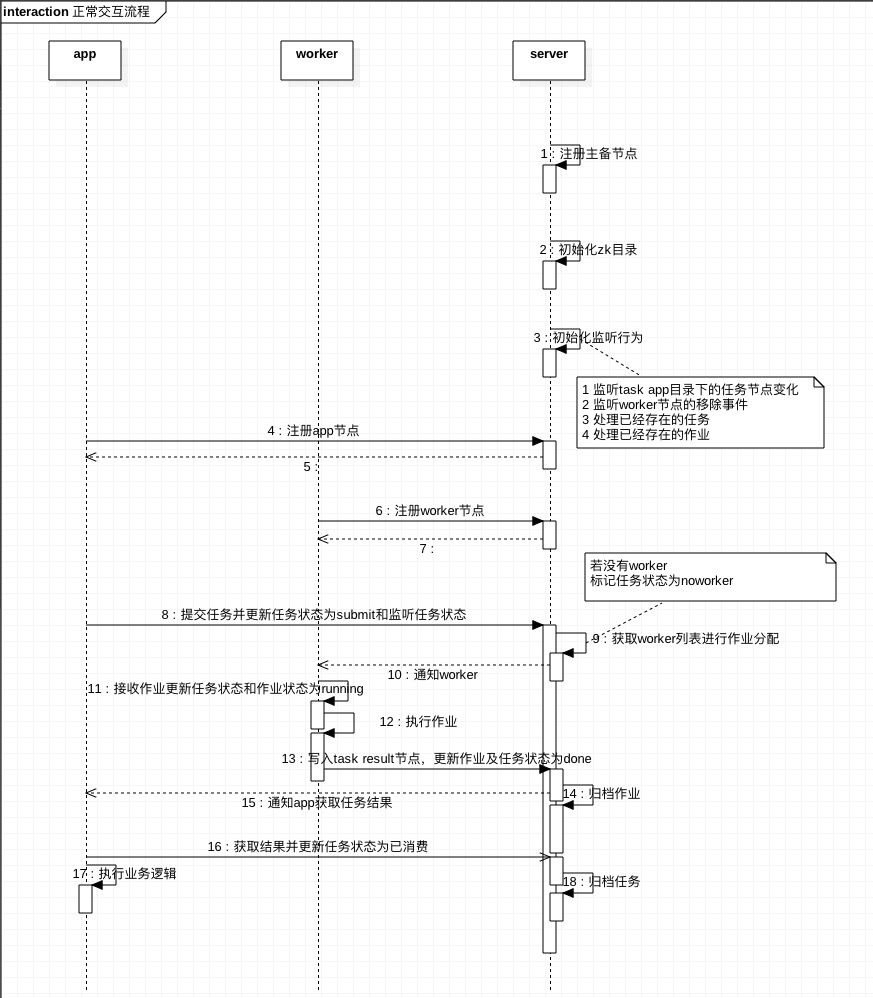 interaction 正常交互流程
app
worker
server
1 : 注册主备节点
2 : 初始化zk目录
3 : 初始化监听行为
1 监听task app目录下的任务节点变化
2 监听worker节点的移除事件
3 处理已经存在的任务
4 处理已经存在的作业
4 : 注册app节点
5 :
6 : 注册worker节点
7 :
若没有worker
标记任务状态为noworker
8 : 提交任务并更新任务状态为submit和监听任务状态
9 : 获取worker列表进行作业分配
10 : 通知worker
11 : 接收作业更新任务状态和作业状态为running
12 : 执行作业
13 : 写入task result节点，更新作业及任务状态为done
14 : 归档作业
15 : 通知app获取任务结果
16 : 获取结果并更新任务状态为已消费
17 : 执行业务逻辑
18 : 归档任务